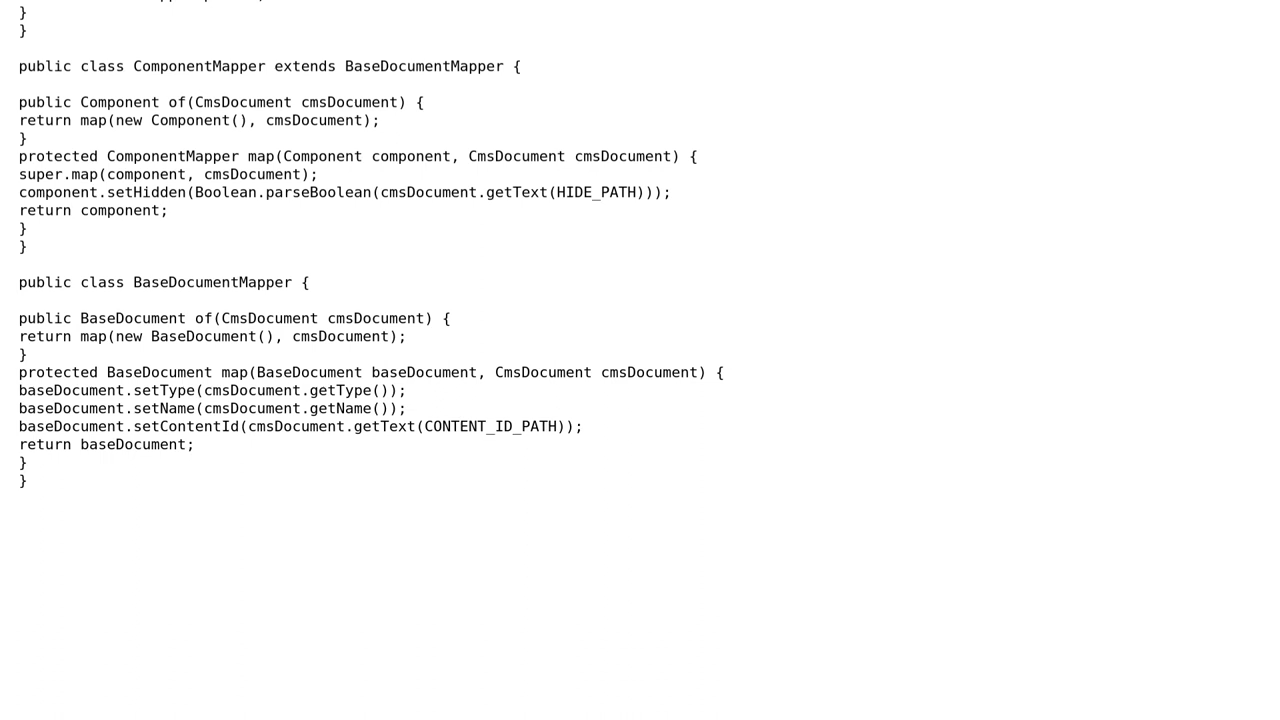 }
}
public class ComponentMapper extends BaseDocumentMapper {
public Component of(CmsDocument cmsDocument) {
return map(new Component(), cmsDocument);
}
protected ComponentMapper map(Component component, CmsDocument cmsDocument) {
super.map(component, cmsDocument);
component.setHidden(Boolean.parseBoolean(cmsDocument.getText(HIDE_PATH)));
return component;
}
}
public class BaseDocumentMapper {
public BaseDocument of(CmsDocument cmsDocument) {
return map(new BaseDocument(), cmsDocument);
}
protected BaseDocument map(BaseDocument baseDocument, CmsDocument cmsDocument) {
baseDocument.setType(cmsDocument.getType());
baseDocument.setName(cmsDocument.getName());
baseDocument.setContentId(cmsDocument.getText(CONTENT_ID_PATH));
return baseDocument;
}
}